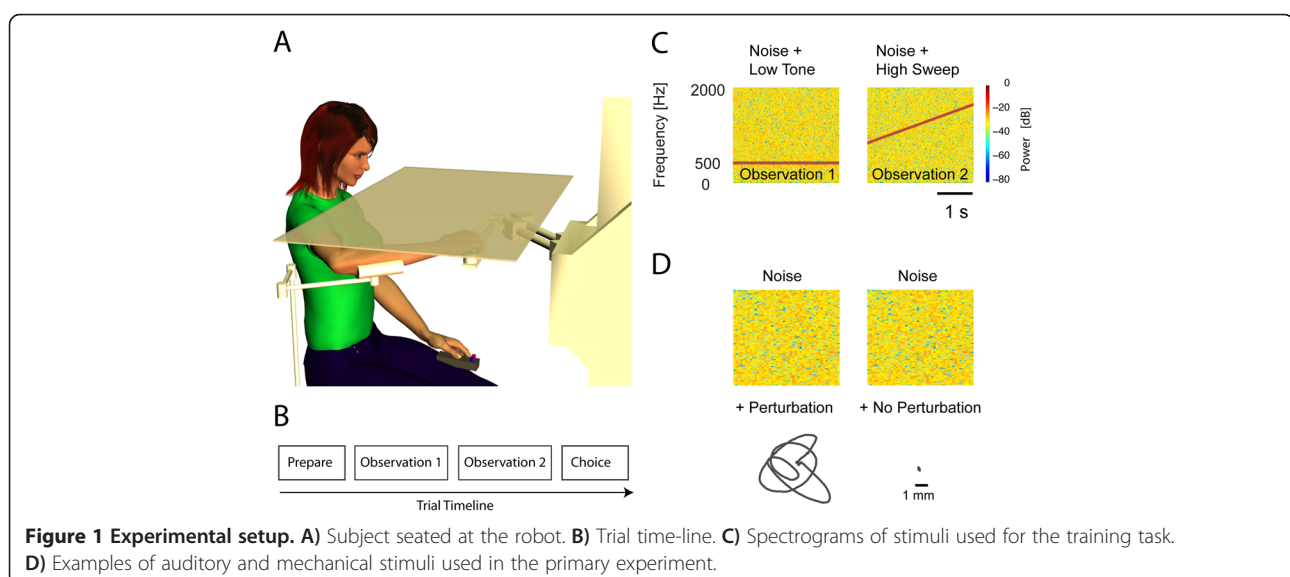 A
B
Prepare
Observation 1
Observation 2
Choice
Trial Timeline
C
Noise +
Low Tone
Noise +
High Sweep
Frequency [Hz]
2000
500
0
Observation 1
Observation 2
0
−20
−40
−60
−80
Power [dB]
1 s
D
Noise
Noise
+ Perturbation
+ No Perturbation
1 mm
Figure 1 Experimental setup. A) Subject seated at the robot. B) Trial time-line. C) Spectrograms of stimuli used for the training task.
D) Examples of auditory and mechanical stimuli used in the primary experiment.